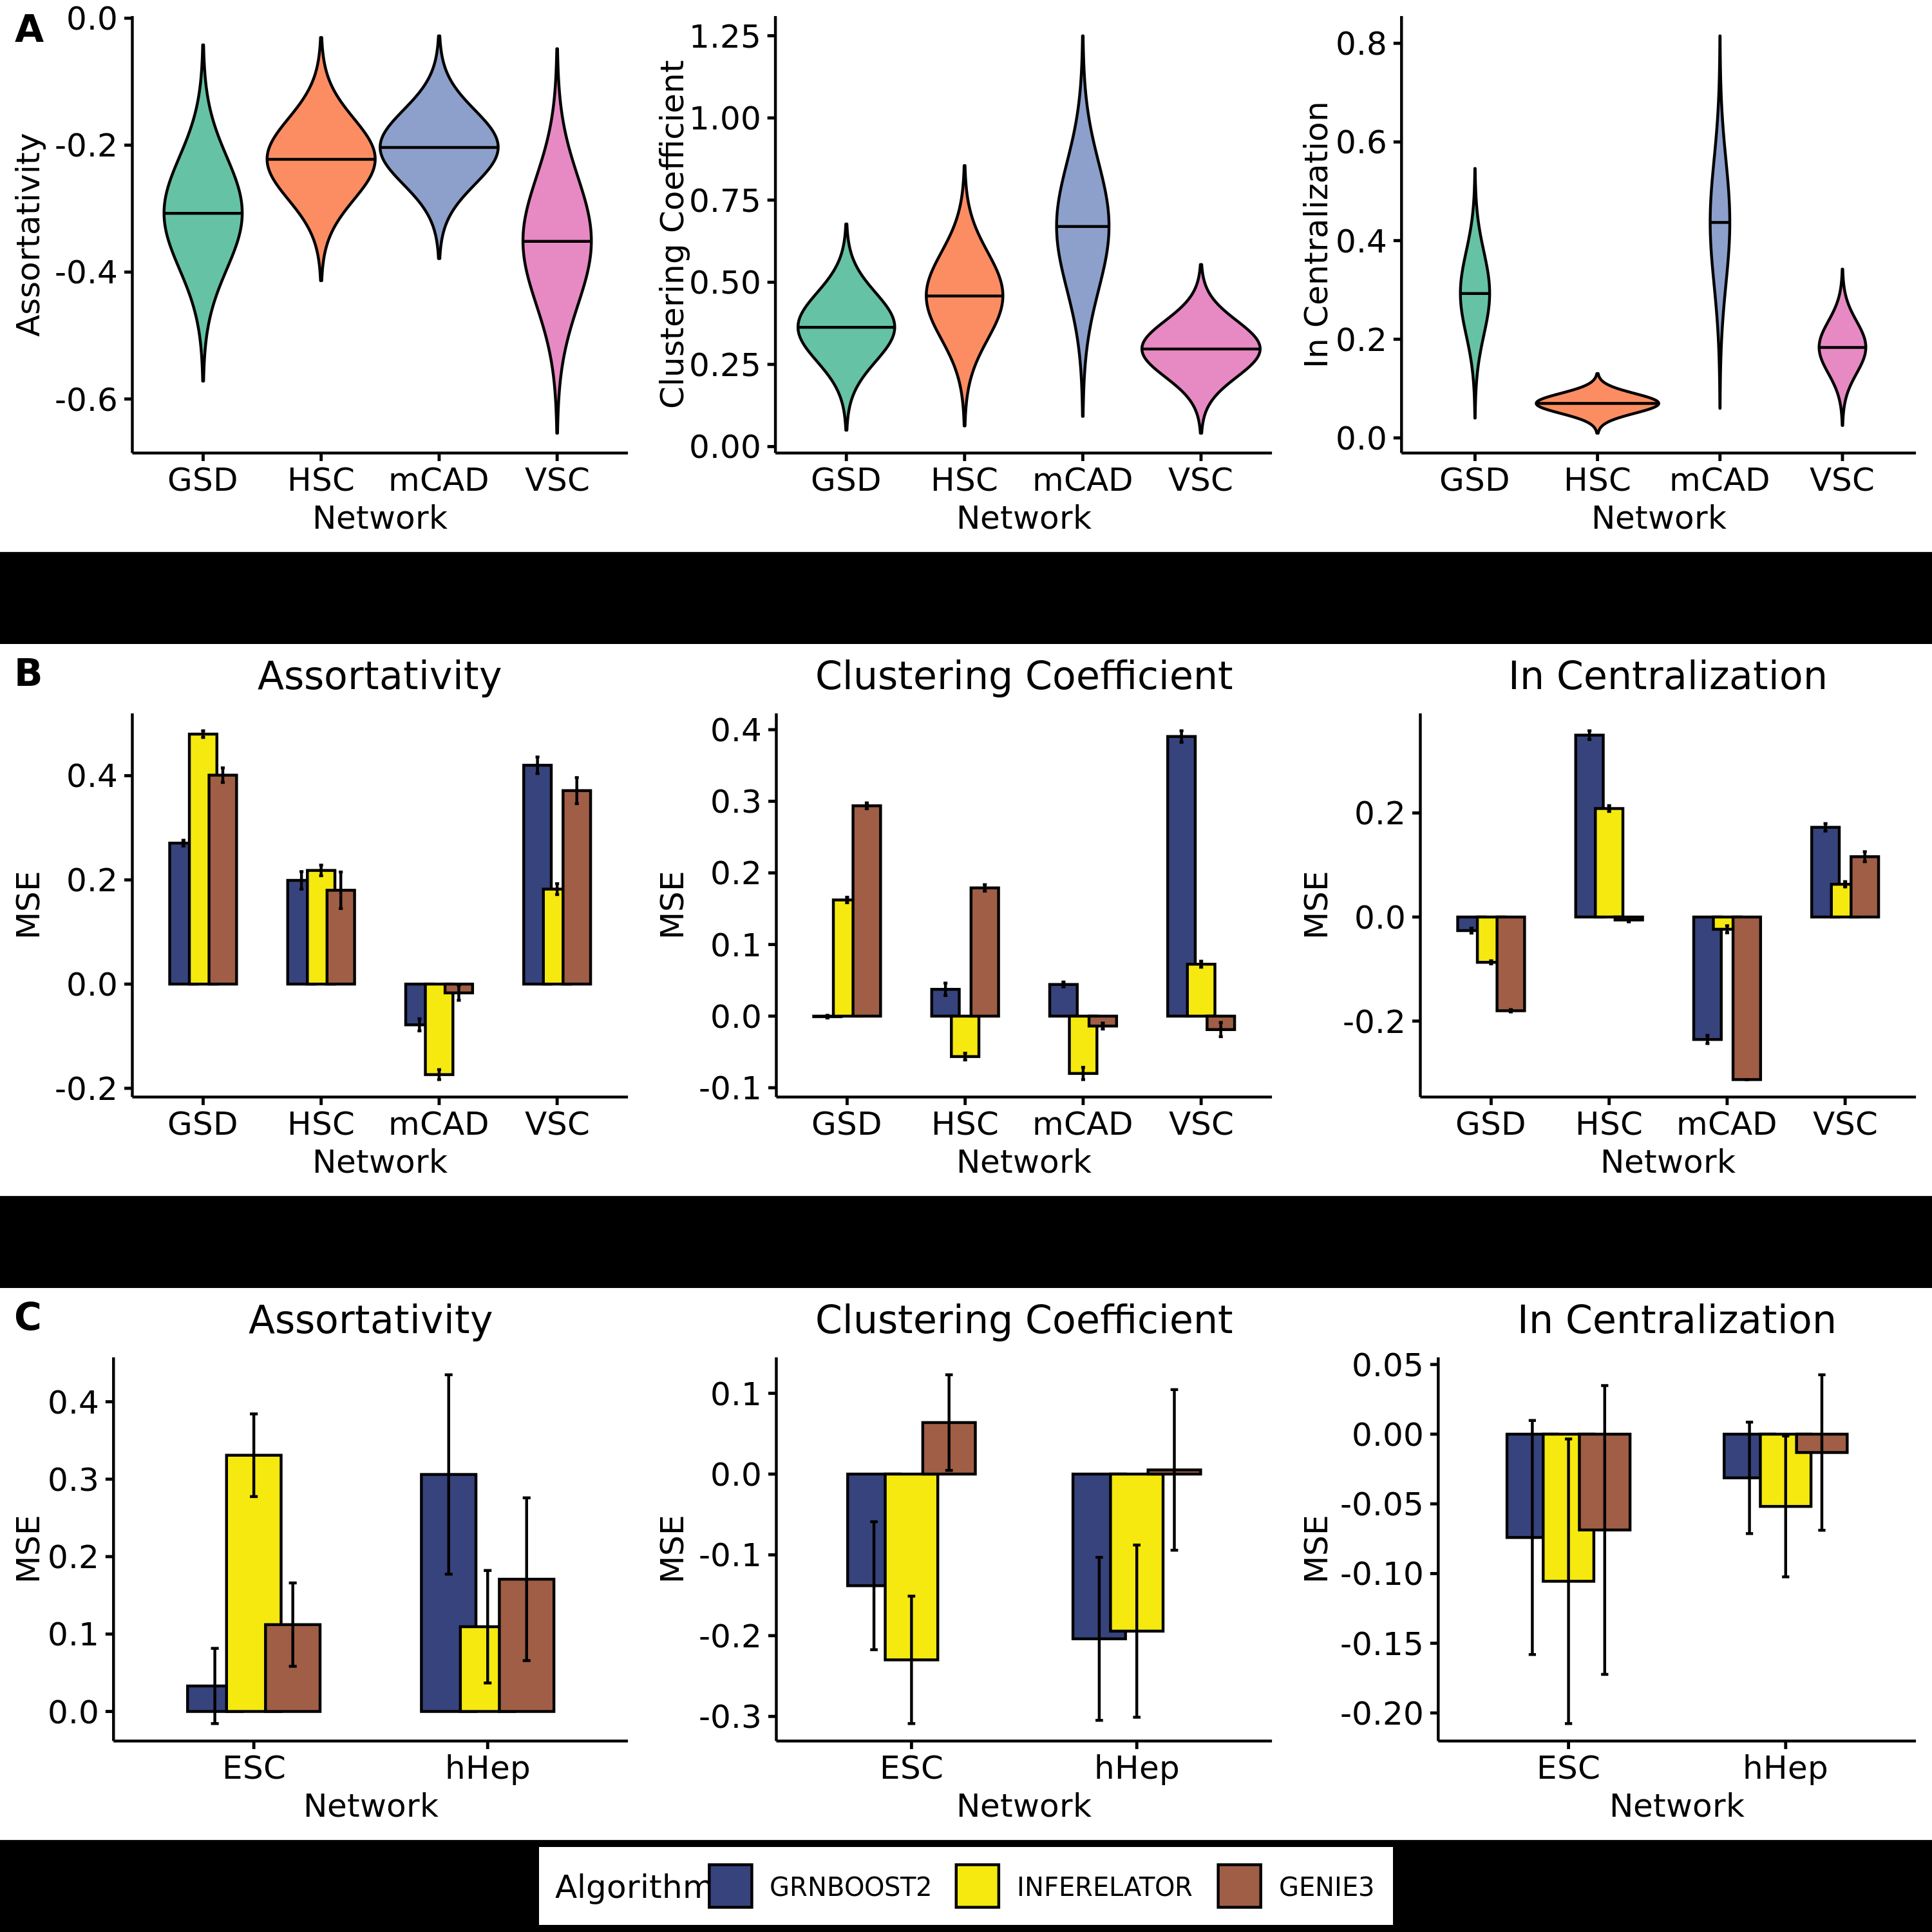 A
Assortativity
0.0
-0.2
-0.4
-0.6
GSD HSC mCAD VSC
Network
Clustering Coefficient
1.25
1.00
0.75
0.50
0.25
0.00
GSD HSC mCAD VSC
Network
In Centralization
0.8
0.6
0.4
0.2
0.0
GSD HSC mCAD VSC
Network
B
Assortativity
MSE
0.4
0.2
0.0
-0.2
GSD HSC mCAD VSC
Network
Clustering Coefficient
MSE
0.4
0.3
0.2
0.1
0.0
-0.1
GSD HSC mCAD VSC
Network
In Centralization
MSE
0.2
0.0
-0.2
GSD HSC mCAD VSC
Network
C
Assortativity
MSE
0.4
0.3
0.2
0.1
0.0
ESC hHep
Network
Clustering Coefficient
MSE
0.1
0.0
-0.1
-0.2
-0.3
ESC hHep
Network
In Centralization
MSE
0.05
0.00
-0.05
-0.10
-0.15
-0.20
ESC hHep
Network
Algorithm GRNBOOST2 INFERELATOR GENIE3